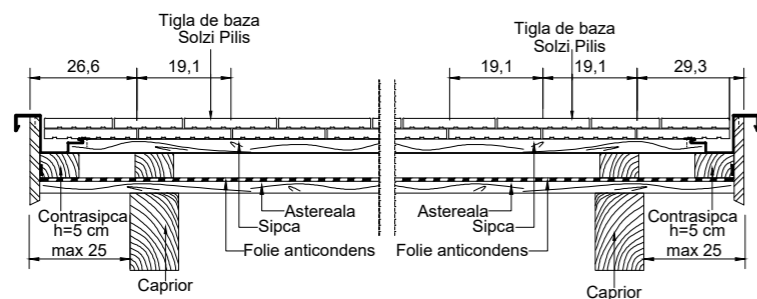 Tigla de baza
Solzi Pilis
Tigla de baza
Solzi Pilis
26,6
19,1
19,1
19,1
29,3
Contrasipca
h=5 cm
max 25
Astereala
Sipca
Folie anticondens
Caprior
Astereala
Sipca
Folie anticondens
Contrasipca
h=5 cm
max 25
Caprior